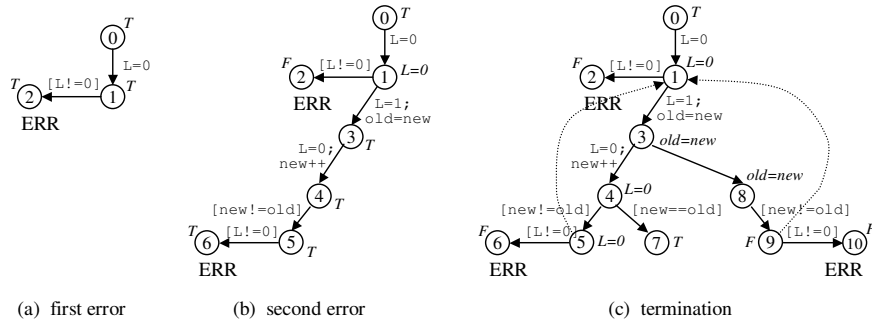 0 T
L=0
T 2 [L!=0] 1 T
ERR
(a) first error
0 T
L=0
F 2 [L!=0] 1 L=0
ERR
L=1;
old=new
3 T
L=0;
new++
4 T
[new!=old]
T 6 [L!=0] 5 T
ERR
(b) second error
0 T
L=0
F 2 [L!=0] 1 L=0
ERR
L=1;
old=new
3 old=new
L=0;
new++
old=new
4 L=0
8
[new!=old] [new==old] [new!=old]
F 6 [L!=0] 5 L=0 7 T F 9 [L!=0] 10 F
ERR ERR
(c) termination